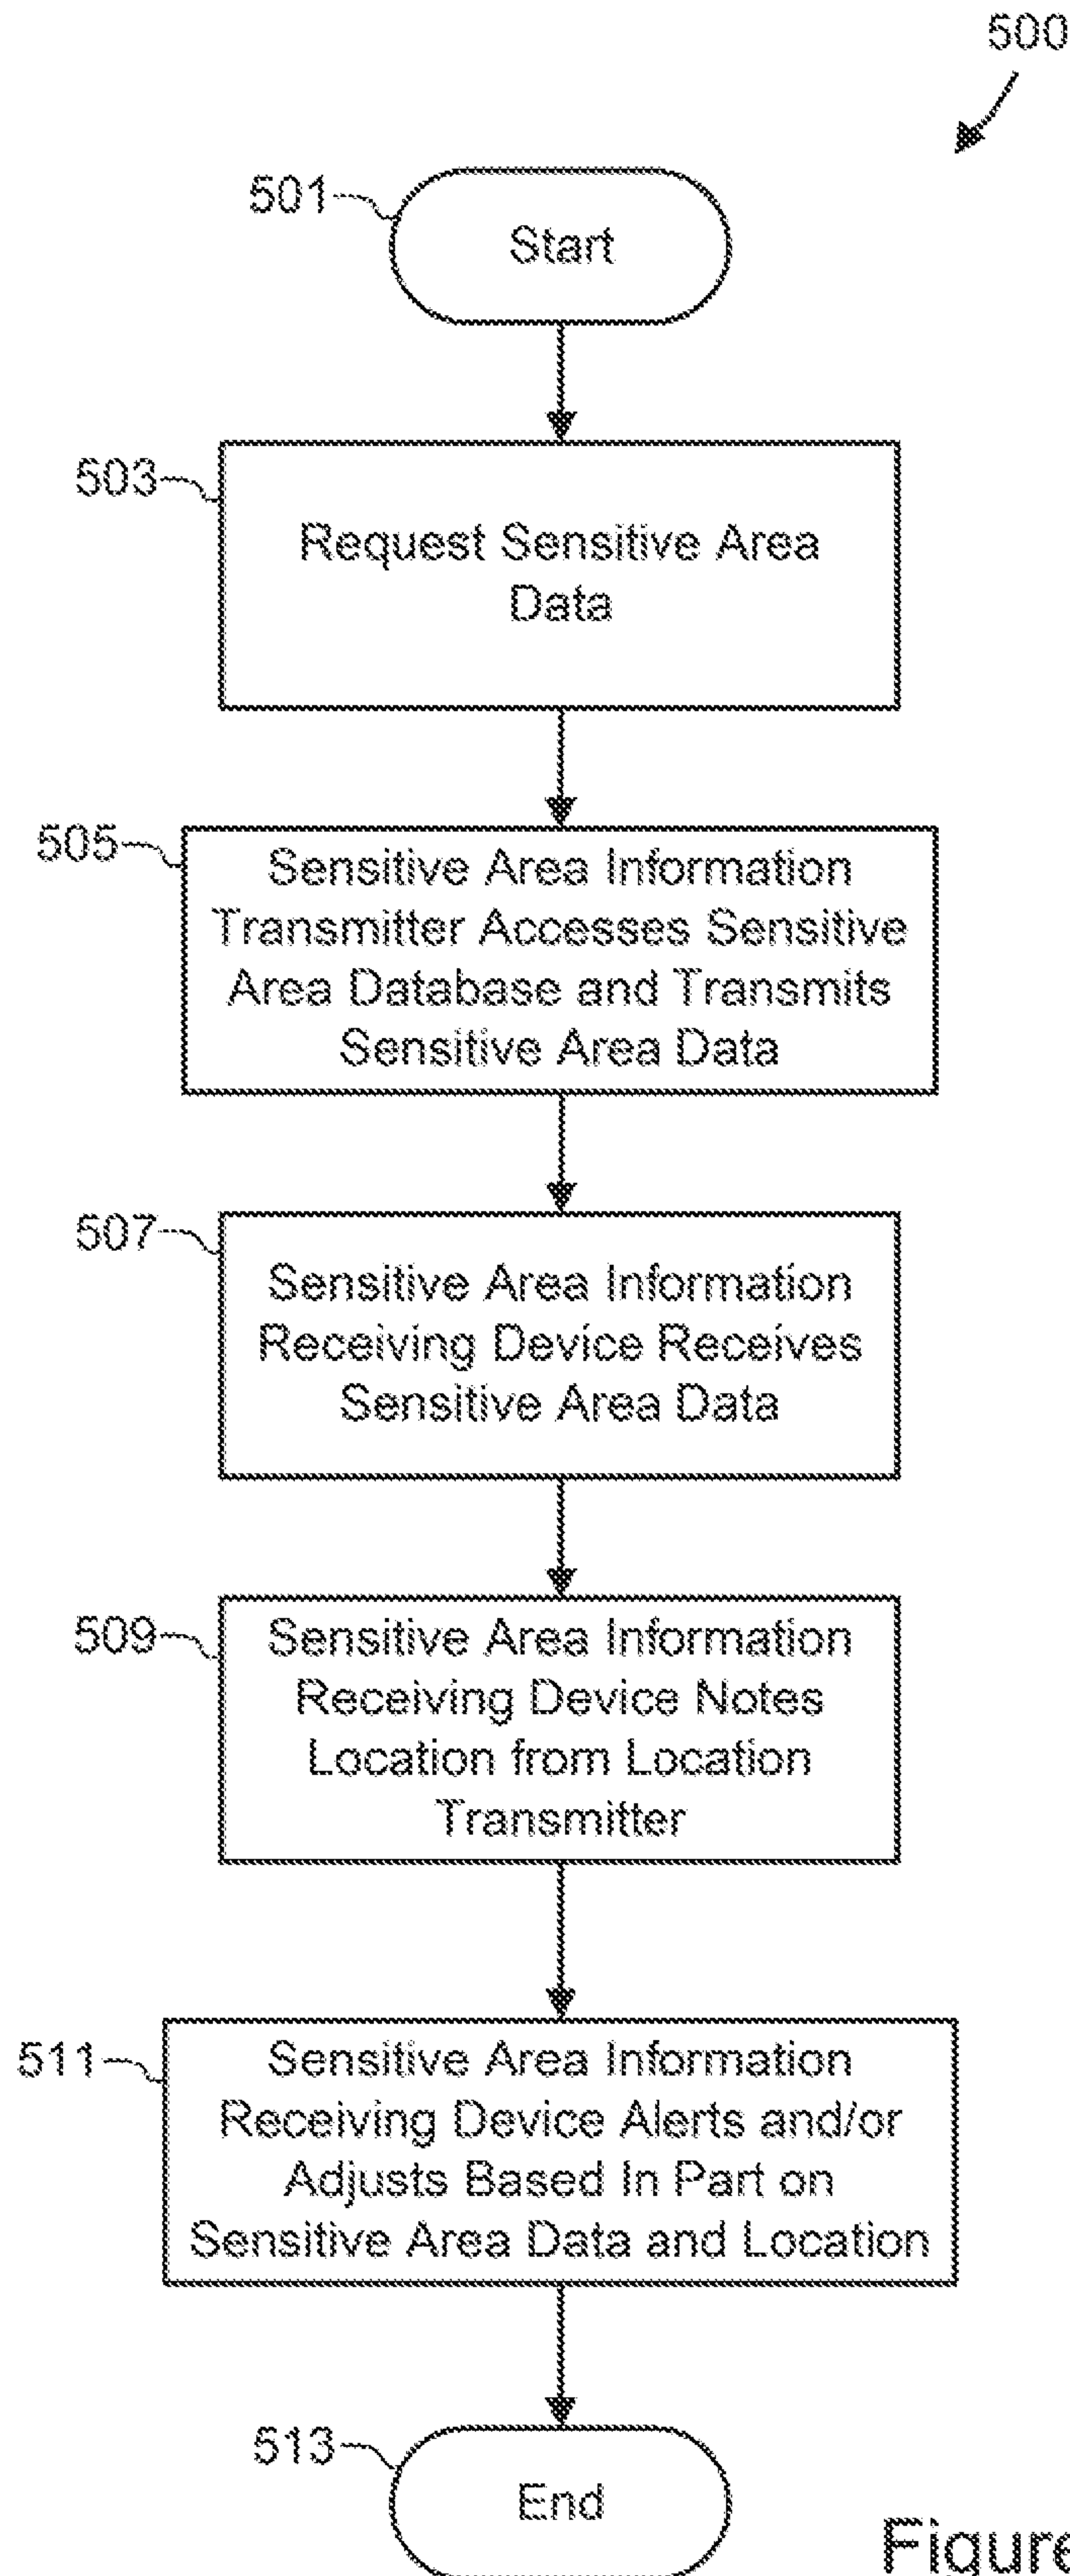 500
501
Start
503
Request Sensitive Area
Data
505
Sensitive Area Information
Transmitter Accesses Sensitive
Area Database and Transmits
Sensitive Area Data
507
Sensitive Area Information
Receiving Device Receives
Sensitive Area Data
509
Sensitive Area Information
Receiving Device Notes
Location from Location
Transmitter
511
Sensitive Area Information
Receiving Device Alerts and/or
Adjusts Based In Part on
Sensitive Area Data and Location
513
End
Figure